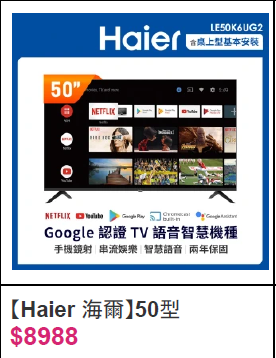 LE50K6UG2
Haier
含桌上型基本安裝
50"
NETFLIX
YouTube
NETFLIX YouTube Google Play Chromecast built-in Google Assistant
Google 認證 TV 語音智慧機種
手機鏡射 | 串流娛樂 | 智慧語音 | 兩年保固
【Haier 海爾】50型
$8988